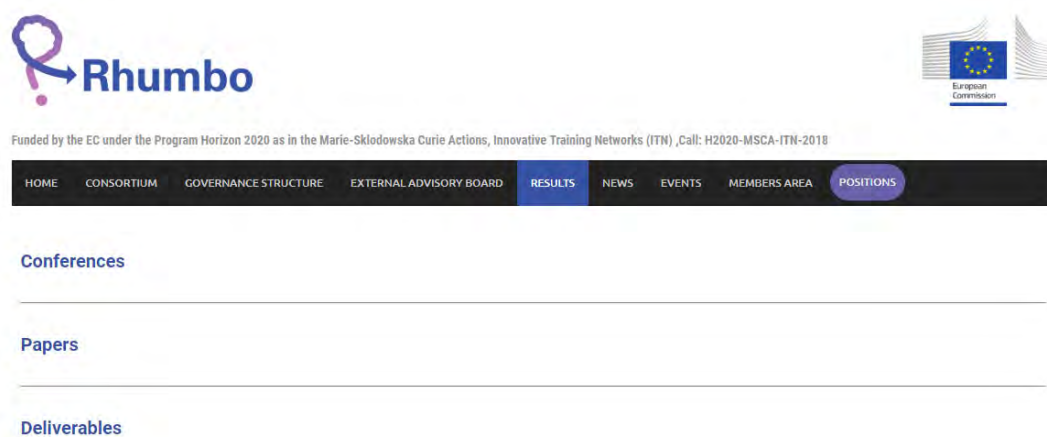 Rhumbo
European
Commission
Funded by the EC under the Program Horizon 2020 as in the Marie-Sklodowska Curie Actions, Innovative Training Networks (ITN) ,Call: H2020-MSCA-ITN-2018
HOME CONSORTIUM GOVERNANCE STRUCTURE EXTERNAL ADVISORY BOARD RESULTS NEWS EVENTS MEMBERS AREA POSITIONS
Conferences
Papers
Deliverables